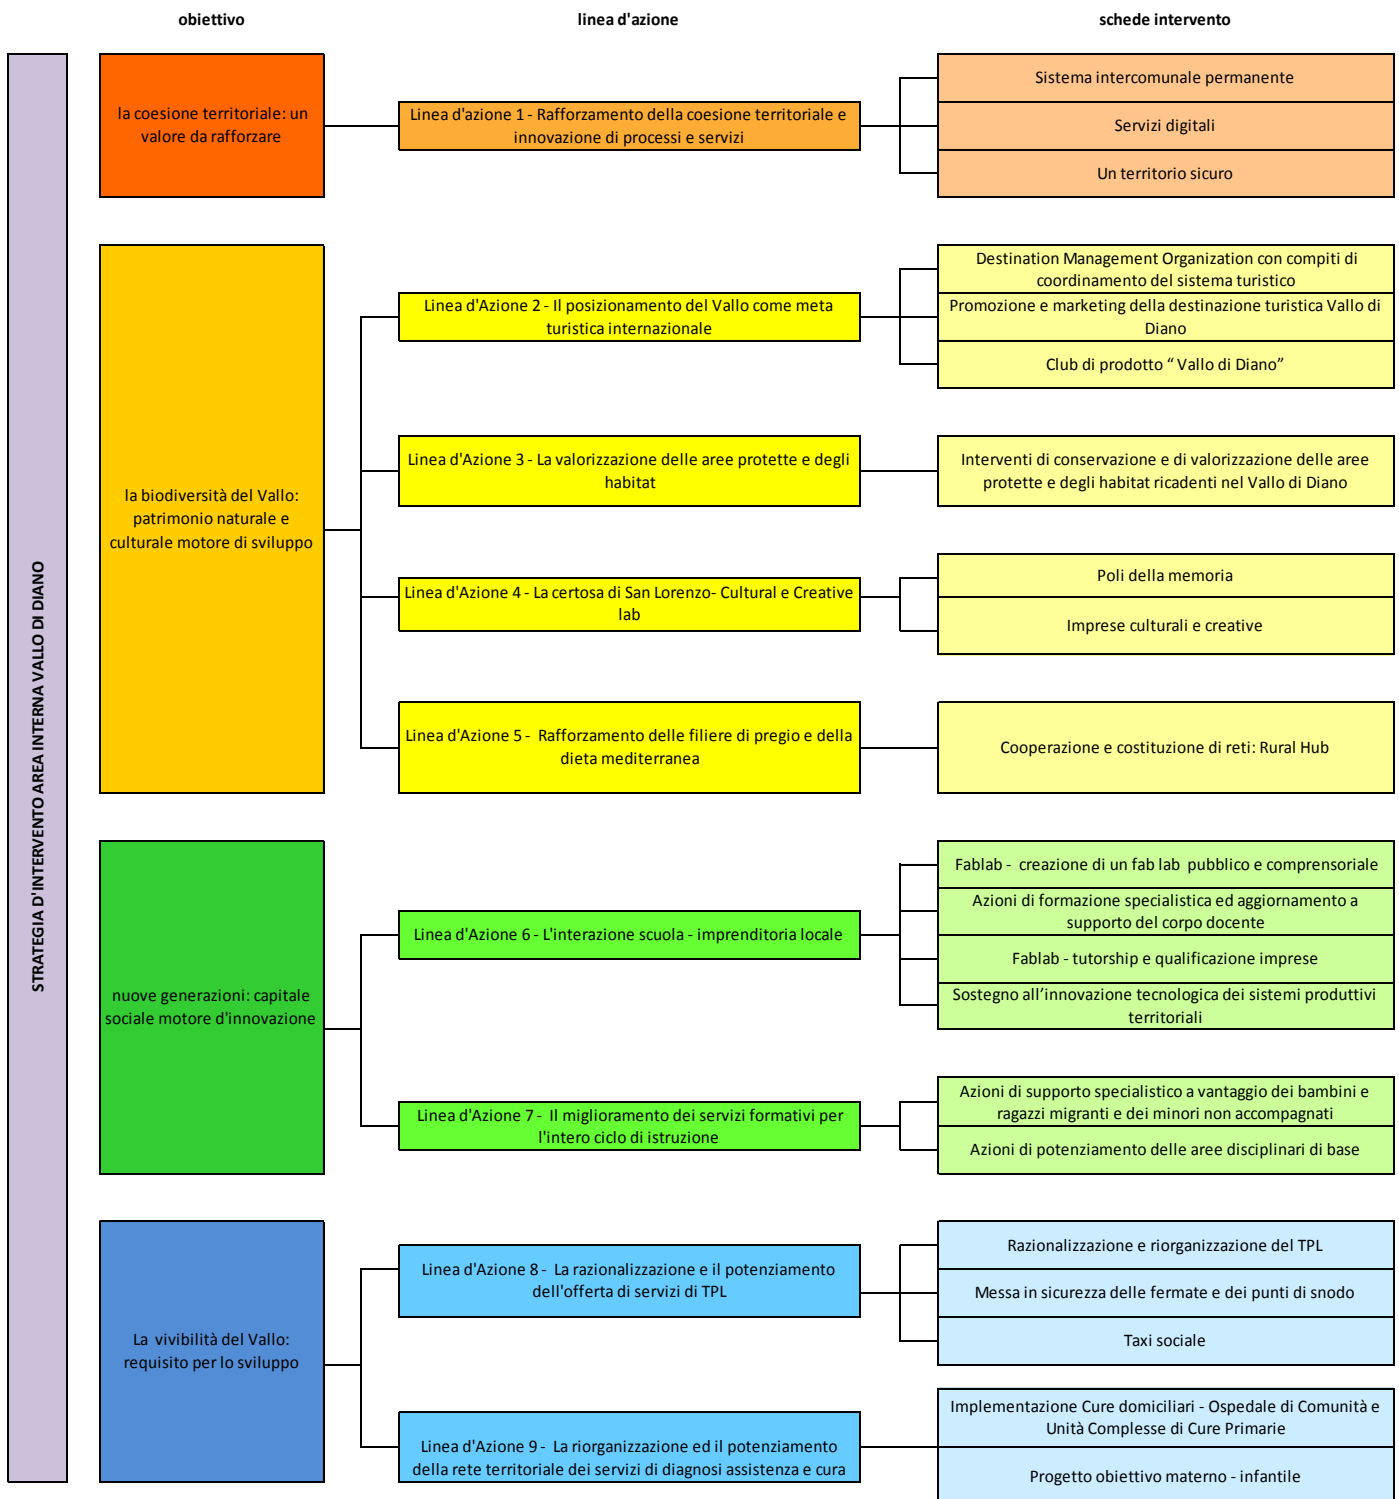 obiettivo
linea d'azione
schede intervento
STRATEGIA D'INTERVENTO AREA INTERNA VALLO DI DIANO
la coesione territoriale: un
valore da rafforzare
Linea d'azione 1 - Rafforzamento della coesione territoriale e
innovazione di processi e servizi
Sistema intercomunale permanente
Servizi digitali
Un territorio sicuro
la biodiversità del Vallo:
patrimonio naturale e
culturale motore di sviluppo
Linea d'Azione 2 - Il posizionamento del Vallo come meta
turistica internazionale
Destination Management Organization con compiti di
coordinamento del sistema turistico
Promozione e marketing della destinazione turistica Vallo di
Diano
Club di prodotto “ Vallo di Diano”
Linea d'Azione 3 - La valorizzazione delle aree protette e degli
habitat
Interventi di conservazione e di valorizzazione delle aree
protette e degli habitat ricadenti nel Vallo di Diano
Linea d'Azione 4 - La certosa di San Lorenzo- Cultural e Creative
lab
Poli della memoria
Imprese culturali e creative
Linea d'Azione 5 - Rafforzamento delle filiere di pregio e della
dieta mediterranea
Cooperazione e costituzione di reti: Rural Hub
nuove generazioni: capitale
sociale motore d'innovazione
Linea d'Azione 6 - L'interazione scuola - imprenditoria locale
Fablab - creazione di un fab lab pubblico e comprensoriale
Azioni di formazione specialistica ed aggiornamento a
supporto del corpo docente
Fablab - tutorship e qualificazione imprese
Sostegno all’innovazione tecnologica dei sistemi produttivi
territoriali
Linea d'Azione 7 - Il miglioramento dei servizi formativi per
l'intero ciclo di istruzione
Azioni di supporto specialistico a vantaggio dei bambini e
ragazzi migranti e dei minori non accompagnati
Azioni di potenziamento delle aree disciplinari di base
La vivibilità del Vallo:
requisito per lo sviluppo
Linea d'Azione 8 - La razionalizzazione e il potenziamento
dell'offerta di servizi di TPL
Razionalizzazione e riorganizzazione del TPL
Messa in sicurezza delle fermate e dei punti di snodo
Taxi sociale
Linea d'Azione 9 - La riorganizzazione ed il potenziamento
della rete territoriale dei servizi di diagnosi assistenza e cura
Implementazione Cure domiciliari - Ospedale di Comunità e
Unità Complesse di Cure Primarie
Progetto obiettivo materno - infantile